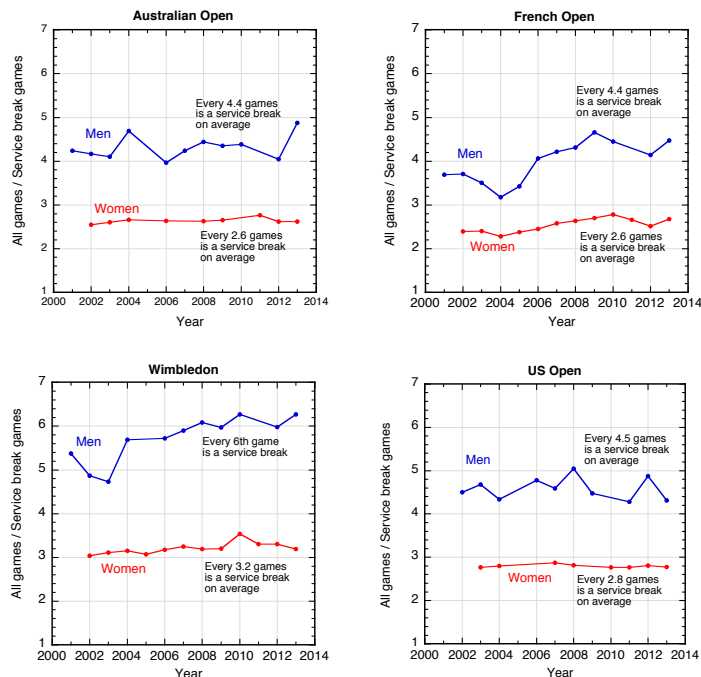 Australian Open
All games / Service break games
7
6
5
4
3
2
1
Every 4.4 games
is a service break
on average
Men
Women
Every 2.6 games
is a service break
on average
2000 2002 2004 2006 2008 2010 2012 2014
Year
French Open
All games / Service break games
7
6
5
4
3
2
1
Every 4.4 games
is a service break
on average
Men
Women
Every 2.6 games
is a service break
on average
2000 2002 2004 2006 2008 2010 2012 2014
Year
Wimbledon
All games / Service break games
7
6
5
4
3
2
1
Men
Every 6th game
is a service break
Women
Every 3.2 games
is a service break
on average
2000 2002 2004 2006 2008 2010 2012 2014
Year
US Open
All games / Service break games
7
6
5
4
3
2
1
Every 4.5 games
is a service break
on average
Men
Women
Every 2.8 games
is a service break
on average
2000 2002 2004 2006 2008 2010 2012 2014
Year